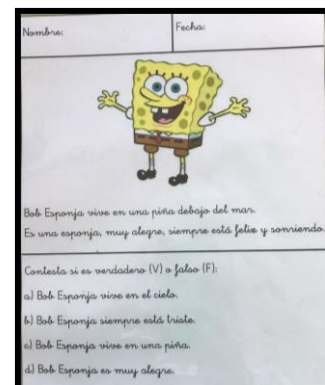 Nombre:
Fecha:
Bob Esponja vive en una piña debajo del mar.
Es una esponja, muy alegre, siempre está feliz y sonriendo.
Contesta si es verdadero (V) o falso (F):
a) Bob Esponja vive en el cielo.
b) Bob Esponja siempre está triste.
c) Bob Esponja vive en una piña.
d) Bob Esponja es muy alegre.